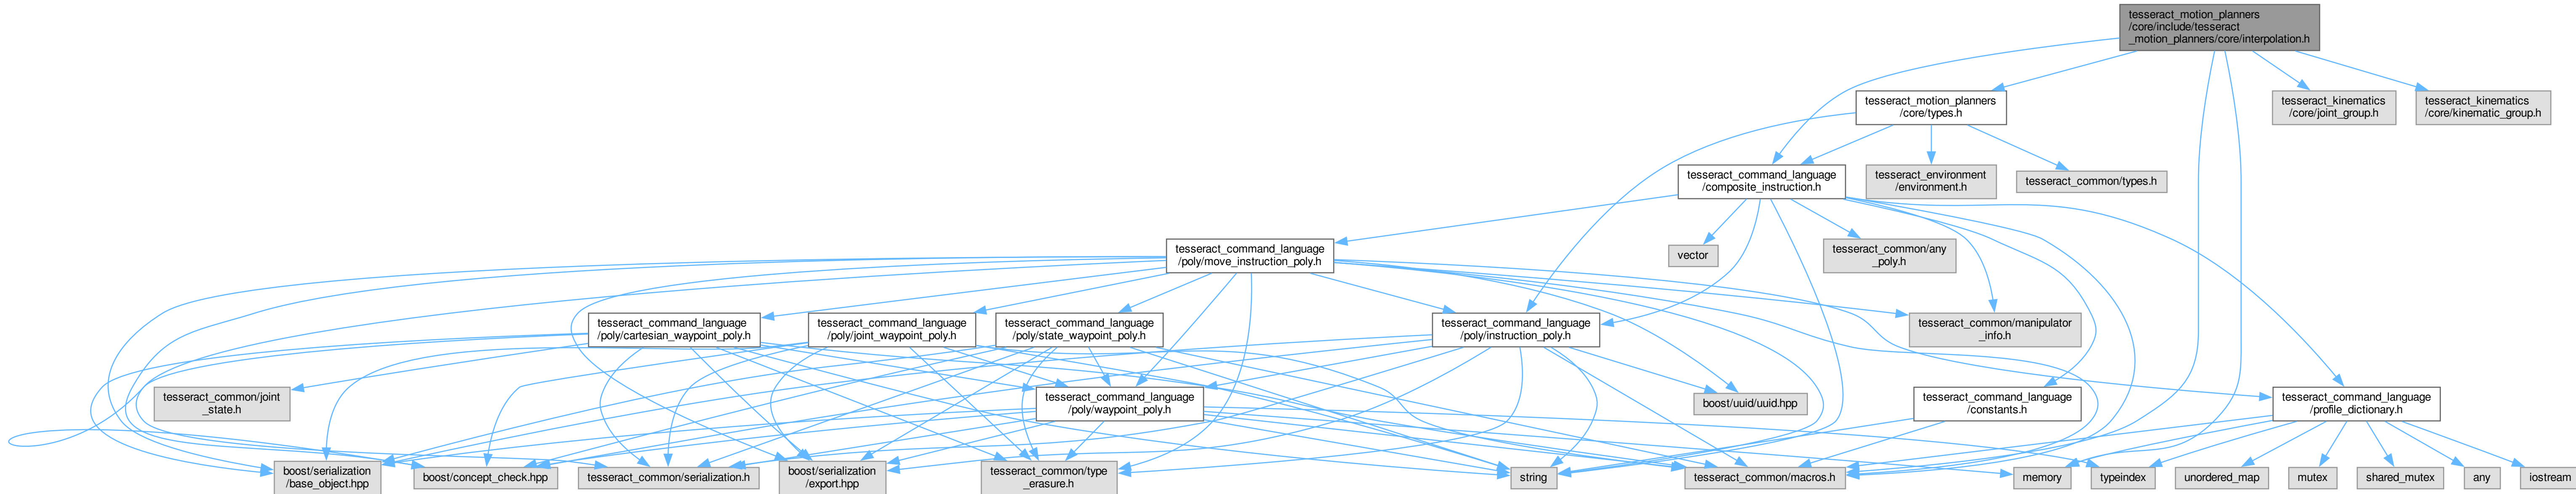 tesseract_motion_planners
/core/include/tesseract
_motion_planners/core/interpolation.h
tesseract_motion_planners
/core/types.h
tesseract_kinematics
/core/joint_group.h
tesseract_kinematics
/core/kinematic_group.h
tesseract_command_language
/composite_instruction.h
tesseract_environment
/environment.h
tesseract_common/types.h
tesseract_command_language
/poly/move_instruction_poly.h
vector
tesseract_common/any
_poly.h
tesseract_command_language
/poly/cartesian_waypoint_poly.h
tesseract_command_language
/poly/joint_waypoint_poly.h
tesseract_command_language
/poly/state_waypoint_poly.h
tesseract_command_language
/poly/instruction_poly.h
tesseract_common/manipulator
_info.h
tesseract_common/joint
_state.h
tesseract_command_language
/poly/waypoint_poly.h
boost/uuid/uuid.hpp
tesseract_command_language
/constants.h
tesseract_command_language
/profile_dictionary.h
boost/serialization
/base_object.hpp
boost/concept_check.hpp
tesseract_common/serialization.h
boost/serialization
/export.hpp
tesseract_common/type
_erasure.h
string
tesseract_common/macros.h
memory
typeindex
unordered_map
mutex
shared_mutex
any
iostream